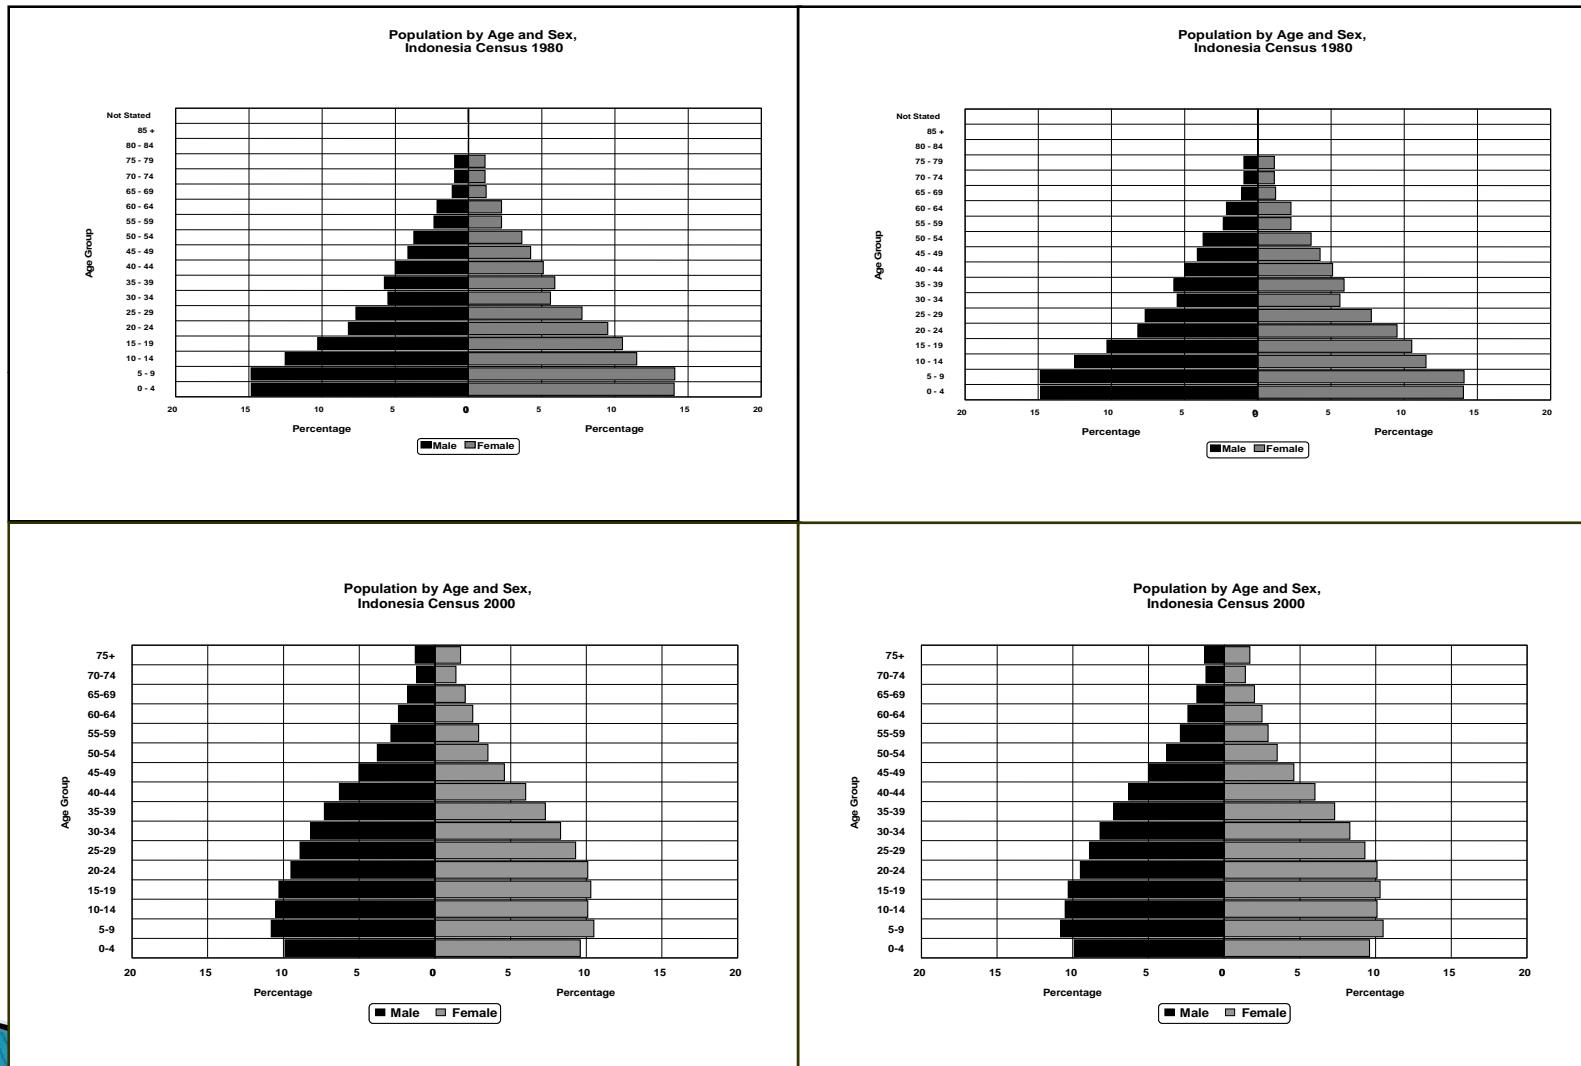 Population by Age and Sex,
Indonesia Census 1980
Not Stated
85 +
80 - 84
75 - 79
70 - 74
65 - 69
60 - 64
55 - 59
50 - 54
45 - 49
40 - 44
35 - 39
30 - 34
25 - 29
20 - 24
15 - 19
10 - 14
5 - 9
0 - 4
Age Group
20 15 10 5 0 0 5 10 15 20
Percentage Percentage
Male Female
Population by Age and Sex,
Indonesia Census 1980
Not Stated
85 +
80 - 84
75 - 79
70 - 74
65 - 69
60 - 64
55 - 59
50 - 54
45 - 49
40 - 44
35 - 39
30 - 34
25 - 29
20 - 24
15 - 19
10 - 14
5 - 9
0 - 4
Age Group
20 15 10 5 0 0 5 10 15 20
Percentage Percentage
Male Female
Population by Age and Sex,
Indonesia Census 2000
75+
70-74
65-69
60-64
55-59
50-54
45-49
40-44
35-39
30-34
25-29
20-24
15-19
10-14
5-9
0-4
Age Group
20 15 10 5 0 0 5 10 15 20
Percentage Percentage
Male Female
Population by Age and Sex,
Indonesia Census 2000
75+
70-74
65-69
60-64
55-59
50-54
45-49
40-44
35-39
30-34
25-29
20-24
15-19
10-14
5-9
0-4
Age Group
20 15 10 5 0 0 5 10 15 20
Percentage Percentage
Male Female